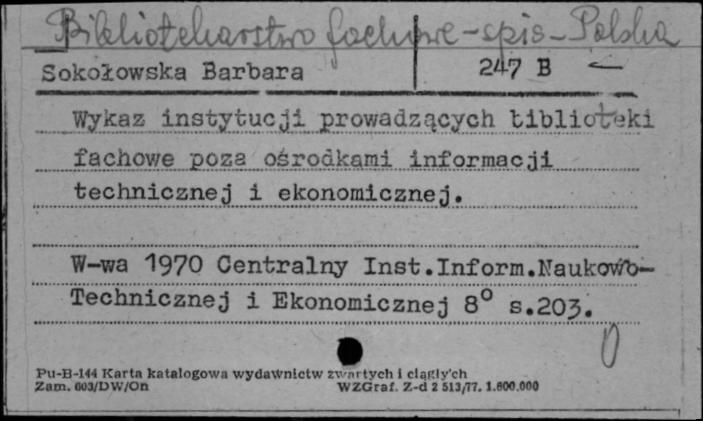 Bibliotekarstwo fachowe - spis - Polska
Sokołowska Barbara 247 B
Wykaz instytucji prowadzących biblioteki
fachowe poza ośrodkami informacji
technicznej i ekonomicznej.
W-wa 1970 Centralny Inst.Inform.Naukowo-
Technicznej i Ekonomicznej 8° s.203.
Pu-B-144 Karta katalogowa wydawnictw zwartych i ciągłych
Zam. 603/DW/On WZGraf. Z-d 2 513/77. 1.600.000